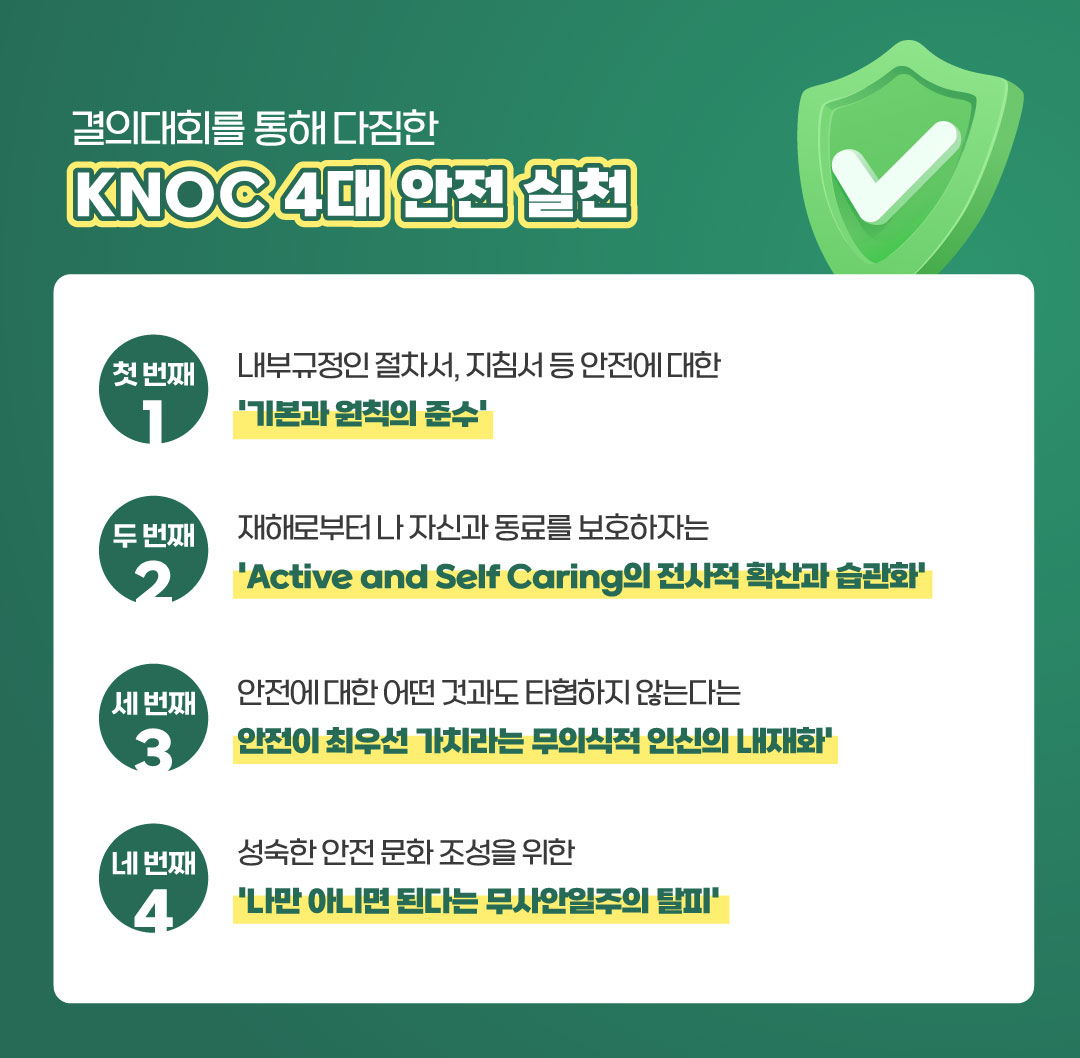 결의대회를 통해 다짐한
KNOC 4대 안전 실천
첫 번째
1
내부규정인 절차서, 지침서 등 안전에 대한
'기본과 원칙의 준수'
두 번째
2
재해로부터 나 자신과 동료를 보호하자는
'Active and Self Caring의 전사적 확산과 습관화'
세 번째
3
안전에 대한 어떤 것과도 타협하지 않는다는
안전이 최우선 가치라는 무의식적 인신의 내재화'
네 번째
4
성숙한 안전 문화 조성을 위한
'나만 아니면 된다는 무사안일주의 탈피'